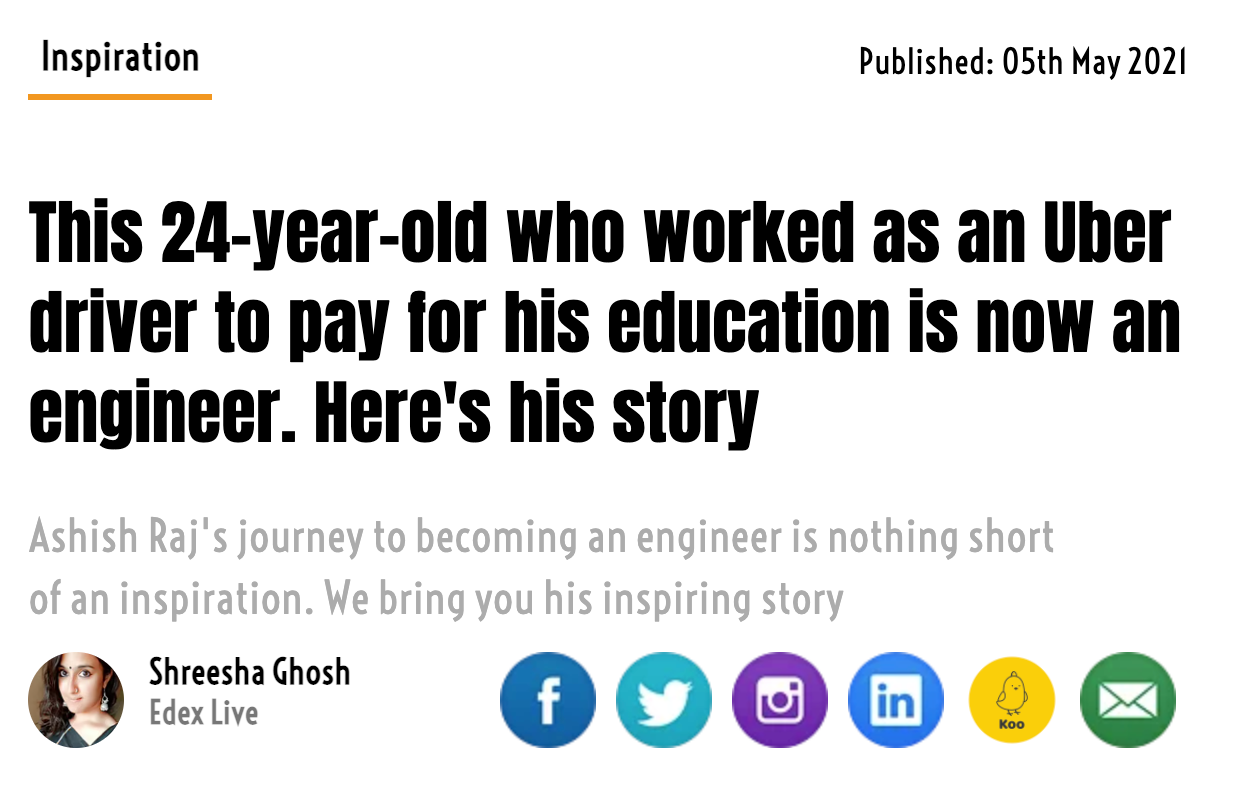 Inspiration
Published: 05th May 2021
This 24-year-old who worked as an Uber
driver to pay for his education is now an
engineer. Here's his story
Ashish Raj's journey to becoming an engineer is nothing short
of an inspiration. We bring you his inspiring story
Shreesha Ghosh
Edex Live
f
in
Koo